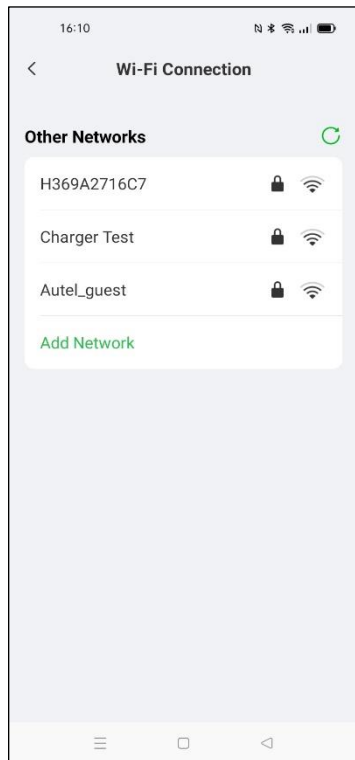 16:10
Wi-Fi Connection
Other Networks
H369A2716C7
Charger Test
Autel_guest
Add Network